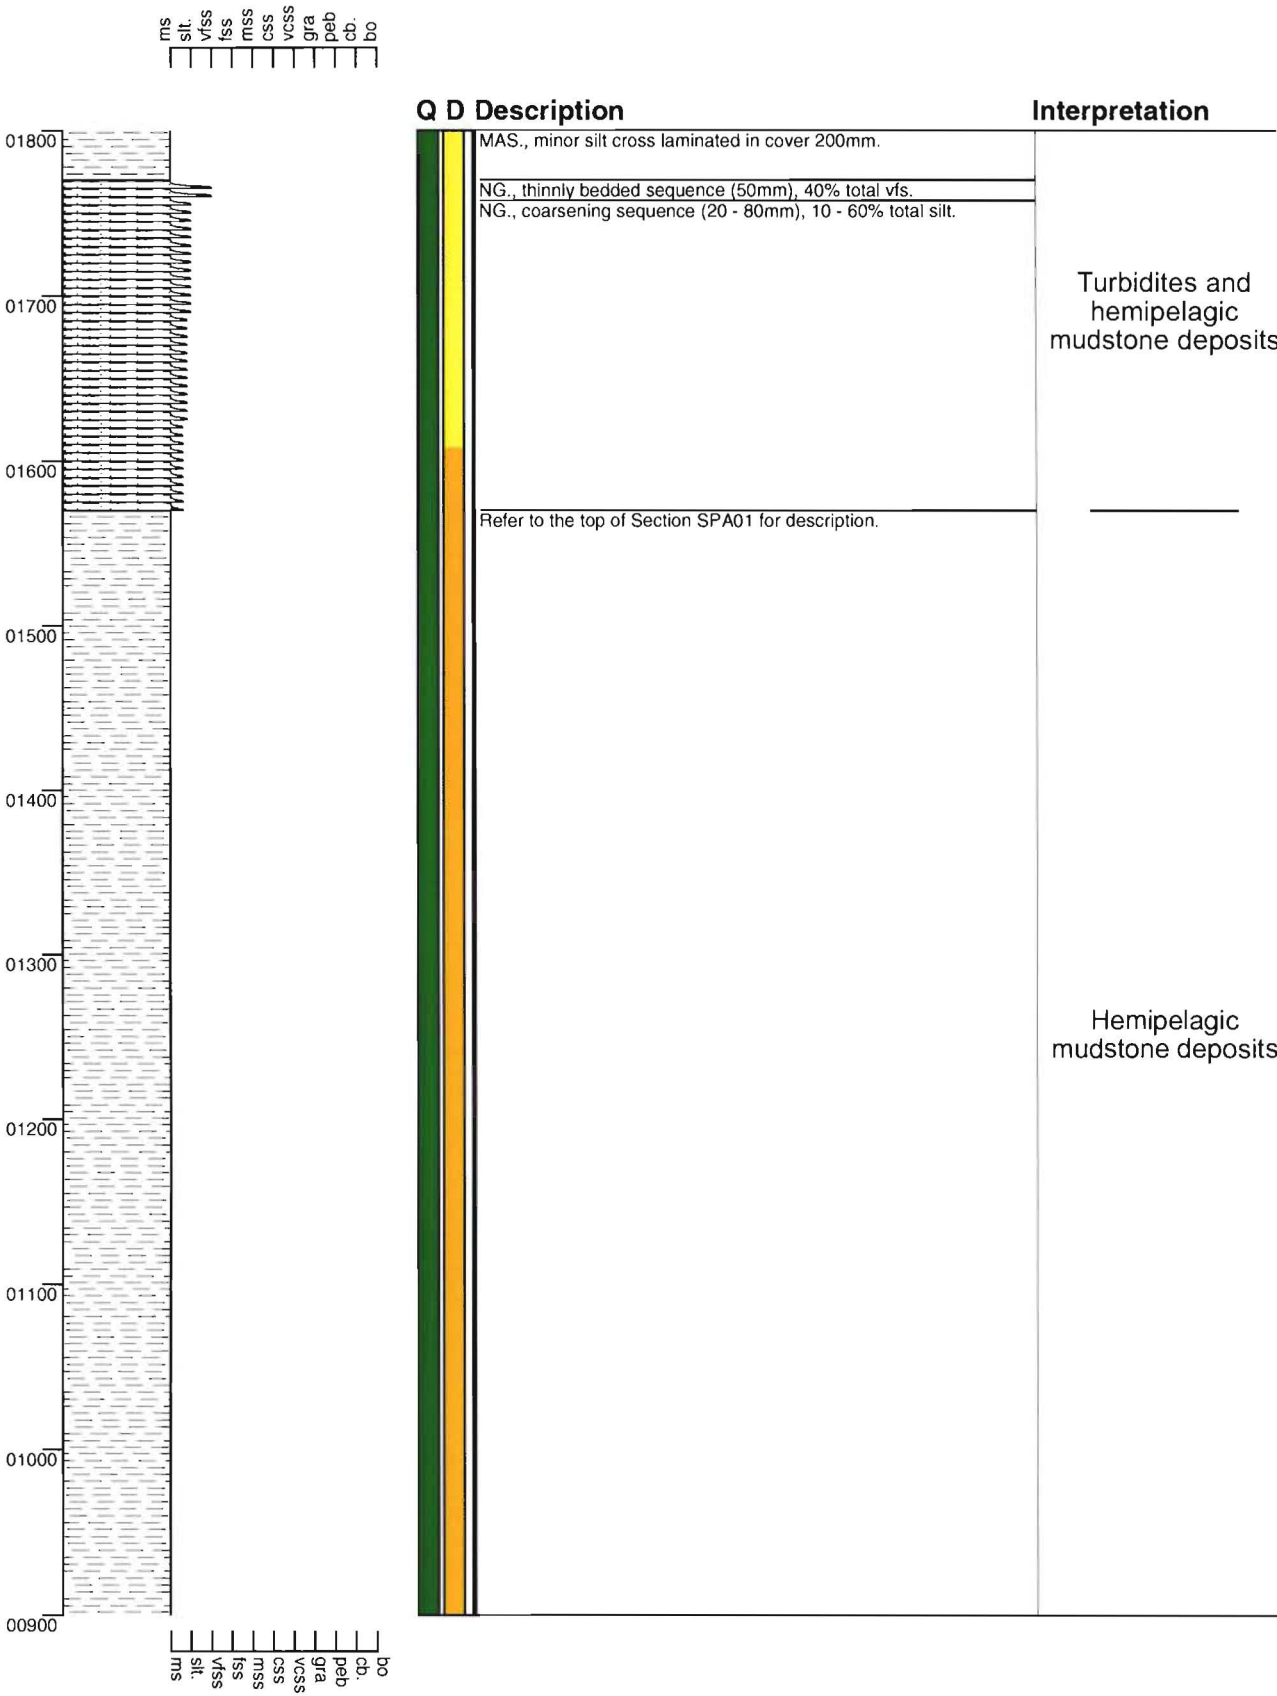 ms slt. vfss fss mss css vcss gra peb cb. bo
Q D Description Interpretation
01800
MAS., minor silt cross laminated in cover 200mm.
NG., thinnly bedded sequence (50mm), 40% total vfs.
NG., coarsening sequence (20 - 80mm), 10 - 60% total silt.
Turbidites and
hemipelagic
mudstone deposits
01700
01600
Refer to the top of Section SPA01 for description.
01500
01400
01300
Hemipelagic
mudstone deposits
01200
01100
01000
00900
ms slt. vfss fss mss css vcss gra peb cb. bo